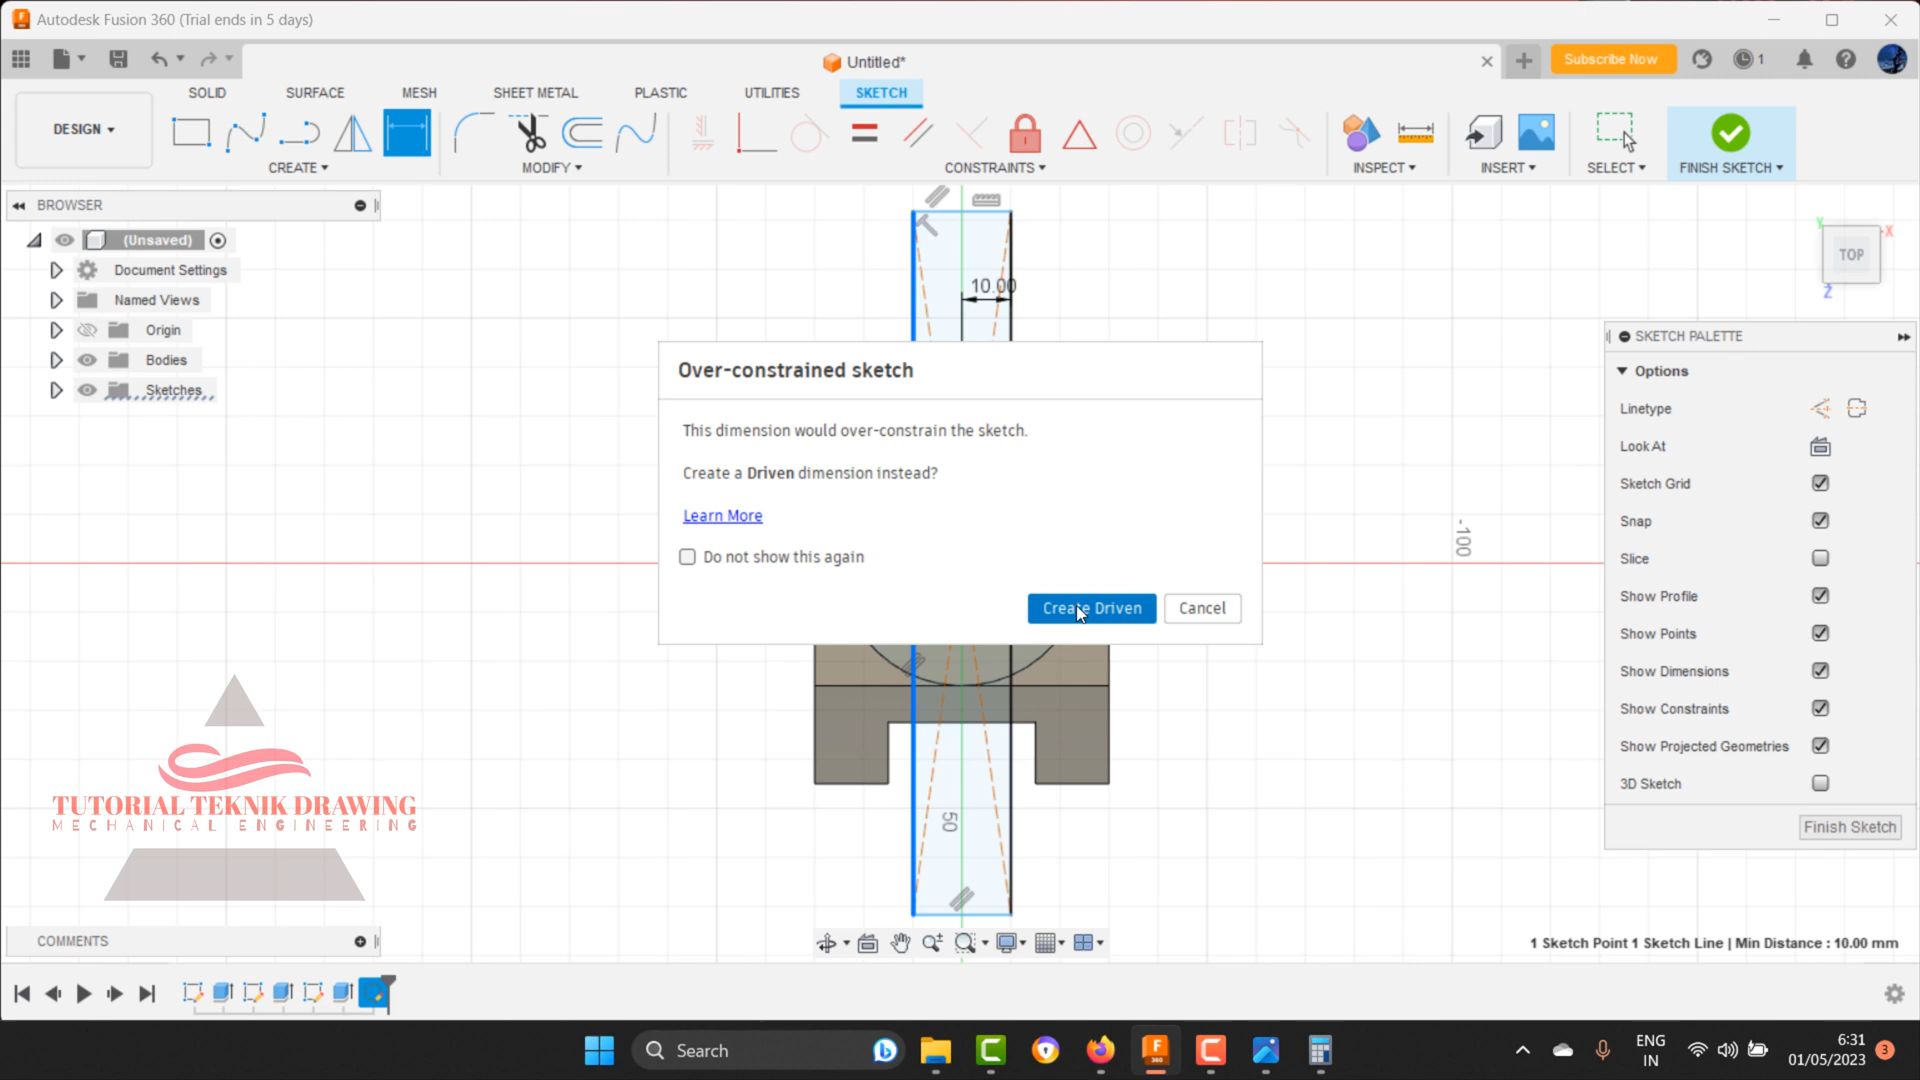 Autodesk Fusion 360 (Trial ends in 5 days)
Untitled*
Subscribe Now
1
DESIGN
SOLID
SURFACE
MESH
SHEET METAL
PLASTIC
UTILITIES
SKETCH
CREATE
MODIFY
CONSTRAINTS
INSPECT
INSERT
SELECT
FINISH SKETCH
BROWSER
(Unsaved)
Document Settings
Named Views
Origin
Bodies
Sketches
10.00
Y
X
TOP
Z
Over-constrained sketch
This dimension would over-constrain the sketch.
Create a Driven dimension instead?
Learn More
Do not show this again
Create Driven
Cancel
-100
50
SKETCH PALETTE
Options
Linetype
Look At
Sketch Grid
Snap
Slice
Show Profile
Show Points
Show Dimensions
Show Constraints
Show Projected Geometries
3D Sketch
Finish Sketch
TUTORIAL TEKNIK DRAWING
MECHANICAL ENGINEERING
COMMENTS
1 Sketch Point 1 Sketch Line | Min Distance : 10.00 mm
Search
F
360
ENG
IN
6:31
01/05/2023
3